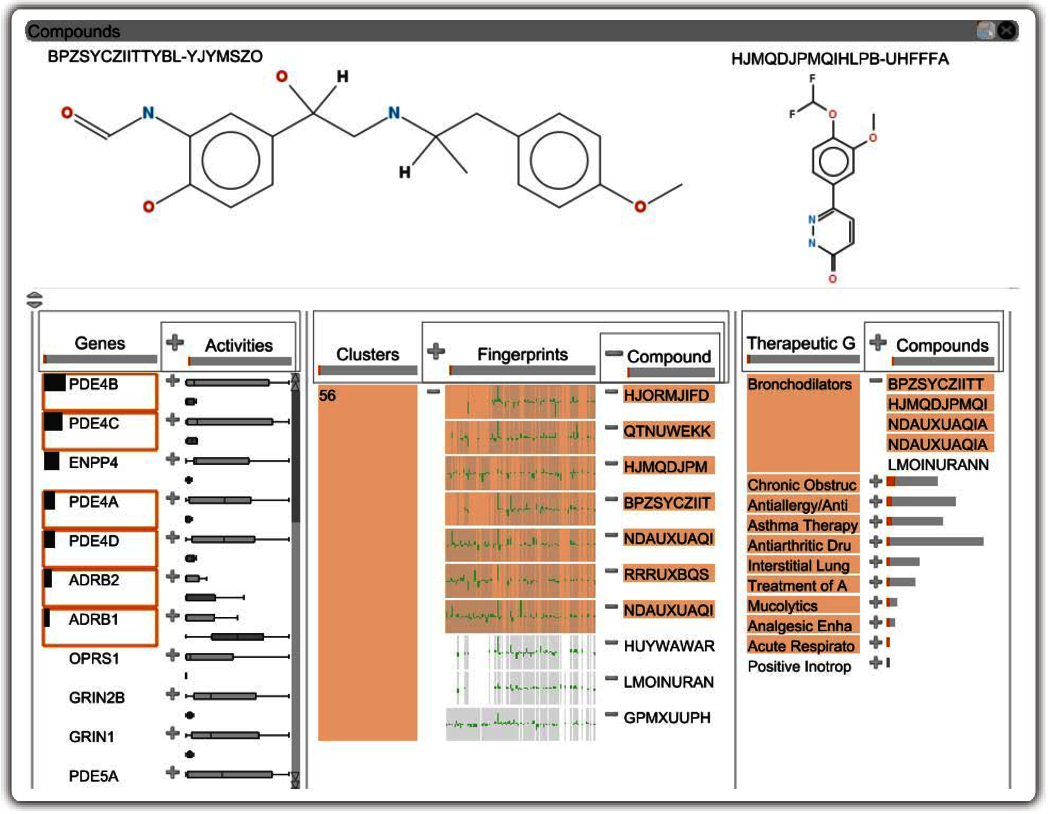 Compounds
BPZSYCZIITTYBL-YJYMSZO
HJMQDJPMQIHLPB-UHFFFA
O
H
O
N
N
H
O
O
F
F
O
O
N
N
O
Genes
Activities
PDE4B
PDE4C
ENPP4
PDE4A
PDE4D
ADRB2
ADRB1
OPRS1
GRIN2B
GRIN1
PDE5A
Clusters
Fingerprints
Compound
56
HJORMJIFD
QTNUWEKK
HJMQDJPM
BPZSYCZIIT
NDAUXUAQI
RRRUXBQS
NDAUXUAQI
HUYWAWAR
LMOINURAN
GPMXUUPH
Therapeutic G
Compounds
Bronchodilators
BPZSYCZIITT
HJMQDJPMQI
NDAUXUAQIA
NDAUXUAQIA
LMOINURANN
Chronic Obstruc
Antiallergy/Anti
Asthma Therapy
Antiarthritic Dru
Interstitial Lung
Treatment of A
Mucolytics
Analgesic Enha
Acute Respirato
Positive Inotrop